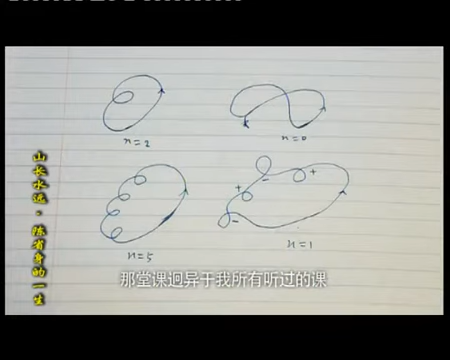 n=2
n=0
山长水远·陈省身的一生
+
-
+
-
n=5
n=1
那堂课迥异于我所有听过的课